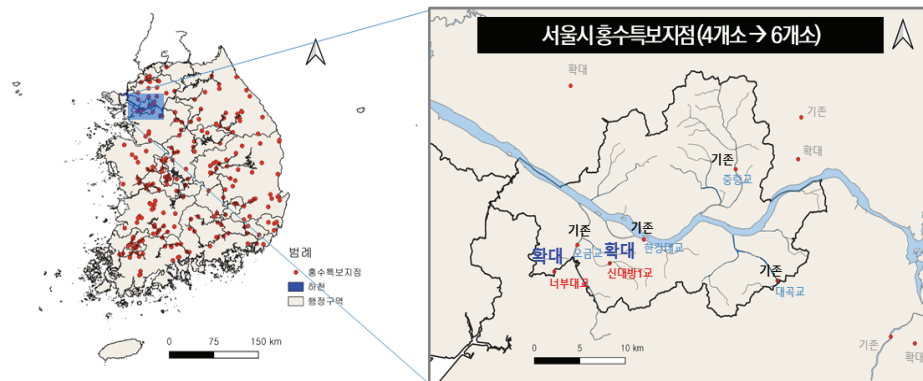 서울시 홍수특보지점(4개소 → 6개소)
확대
기존
확대
기존
중랑교
기존
기존
확대
오금교
확대
한강대교
너부대교
신대방1교
기존
대곡교
0 5 10 km
기존
확대
범례
홍수특보지점
하천
행정구역
0 75 150 km